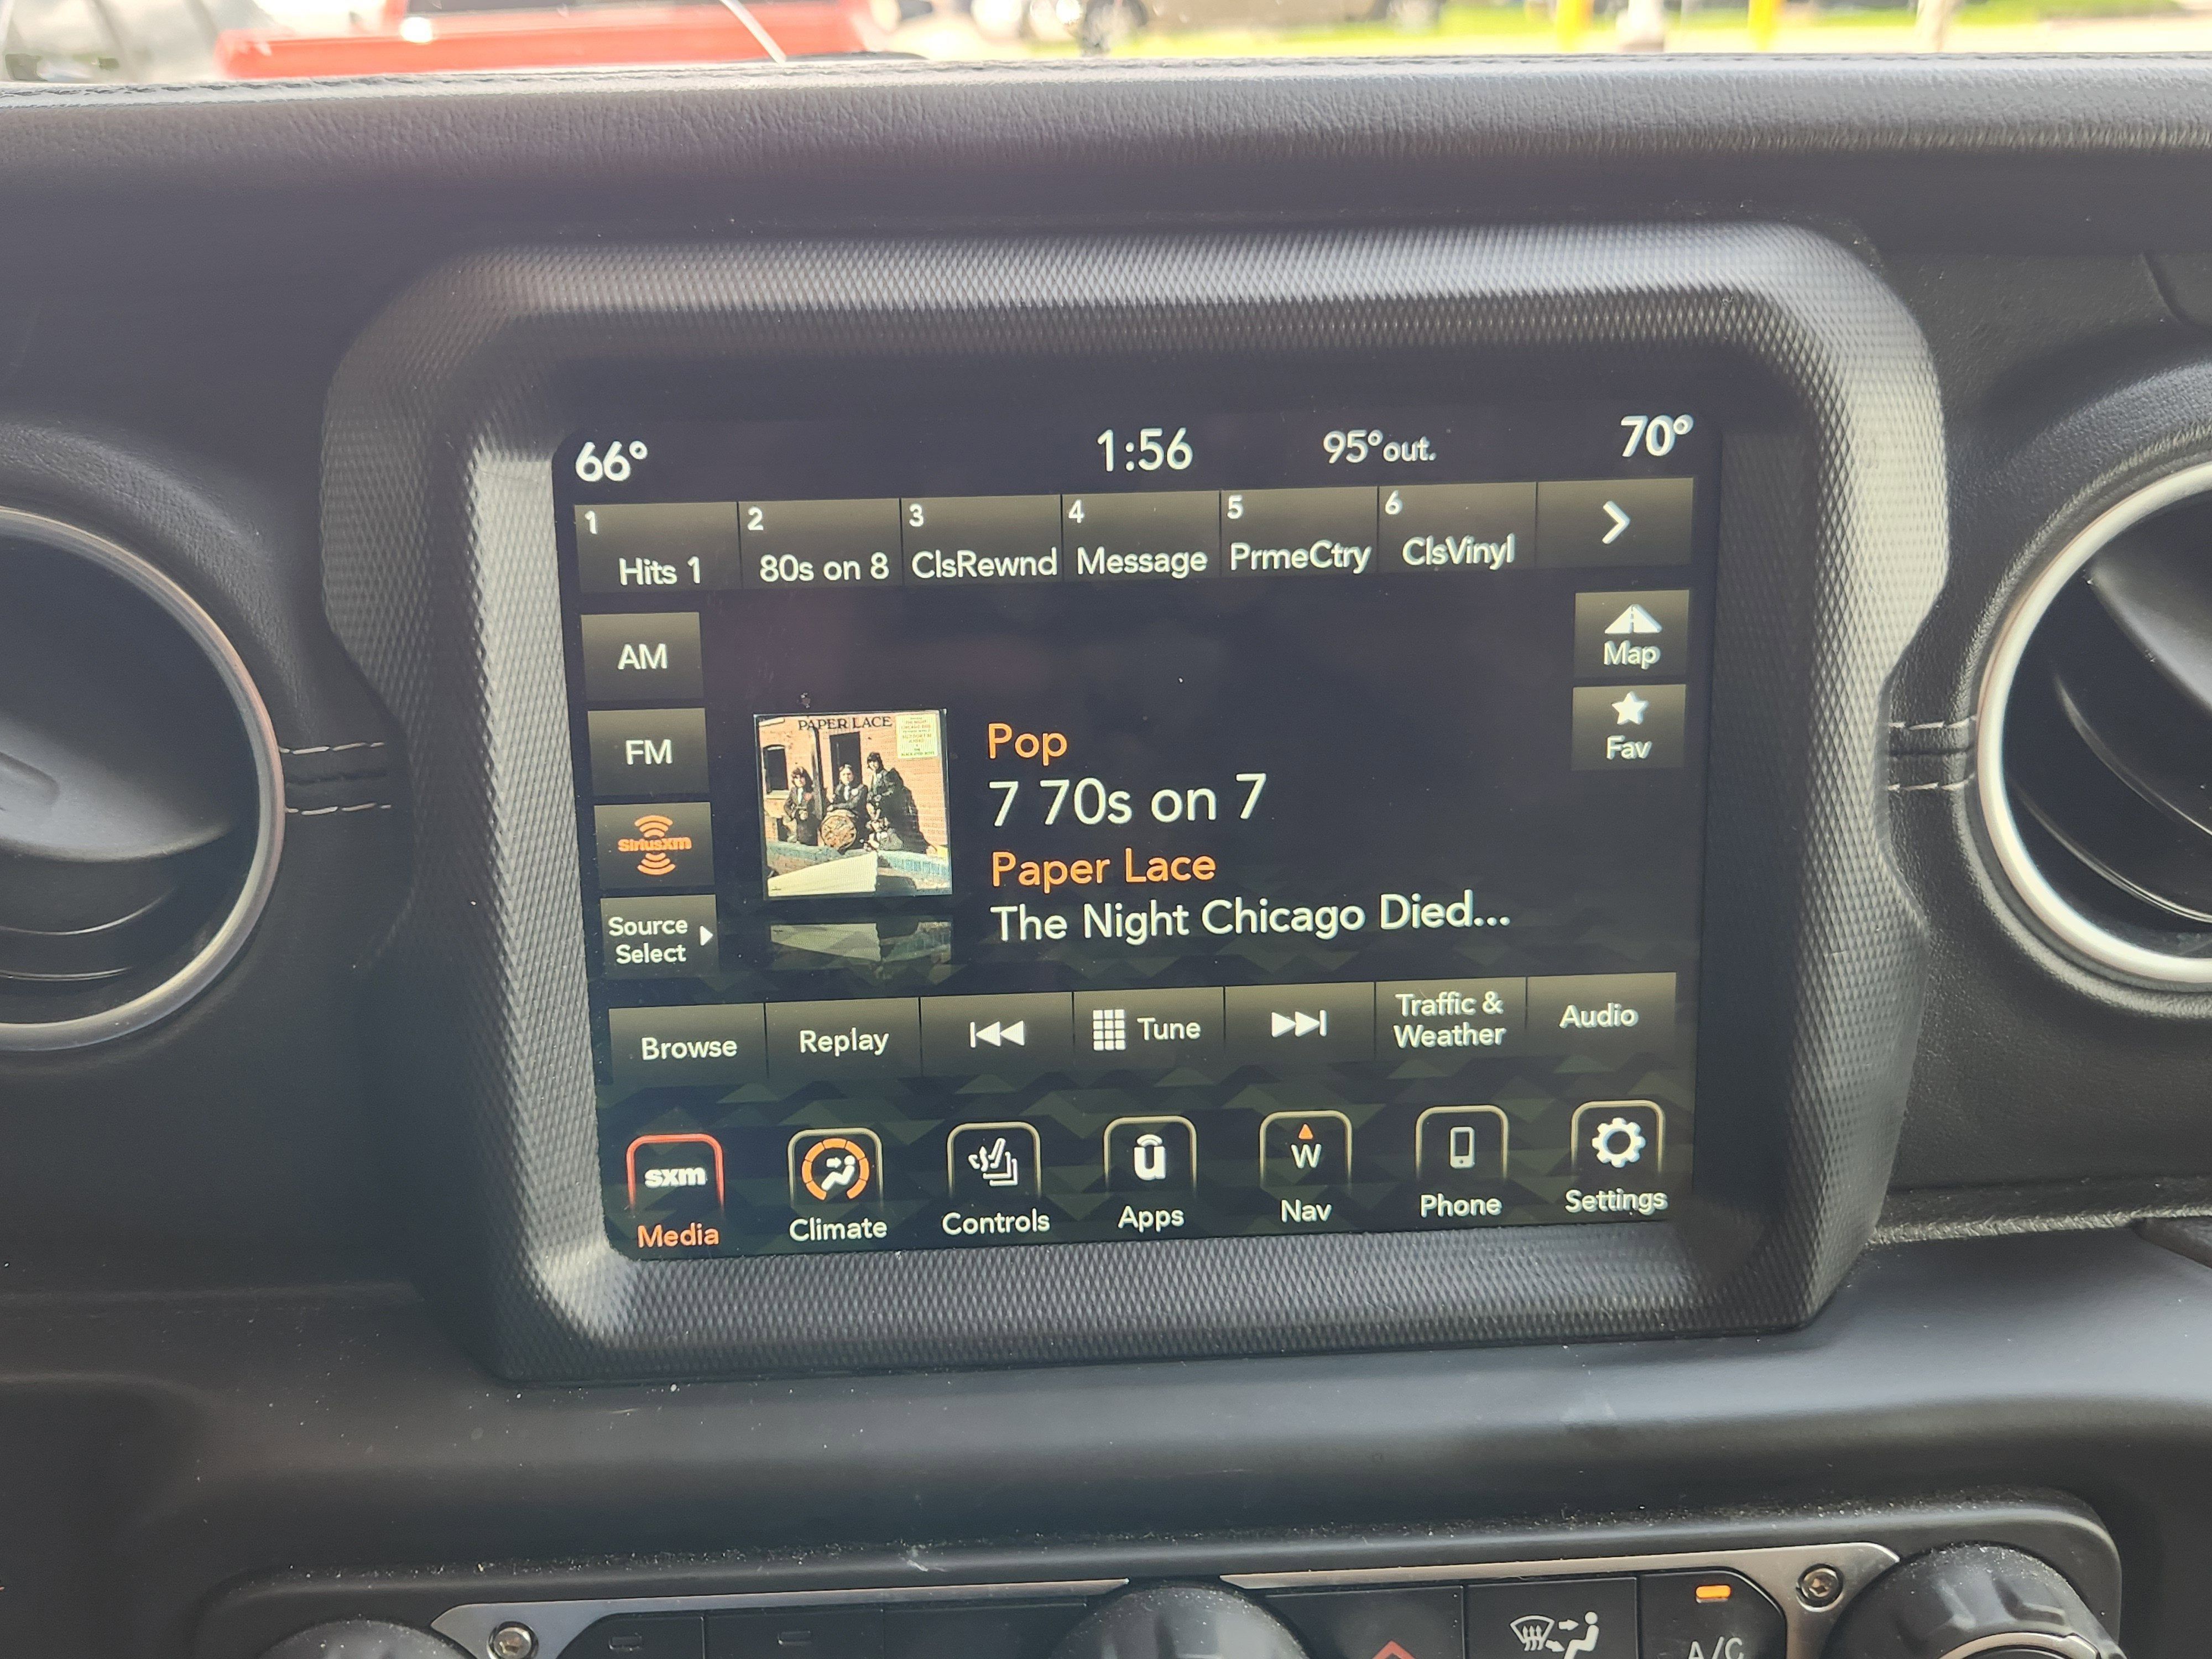 66° 1:56 95° out. 70°
1 Hits 1
2 80s on 8
3 ClsRewnd
4 Message
5 PrmeCtry
6 ClsVinyl
AM
FM
SiriusXM
Source
Select
Map
Fav
PAPER LACE
Pop
7 70s on 7
Paper Lace
The Night Chicago Died...
Browse
Replay
Tune
Traffic &
Weather
Audio
sxm
Media
Climate
Controls
Apps
W
Nav
Phone
Settings
A/C